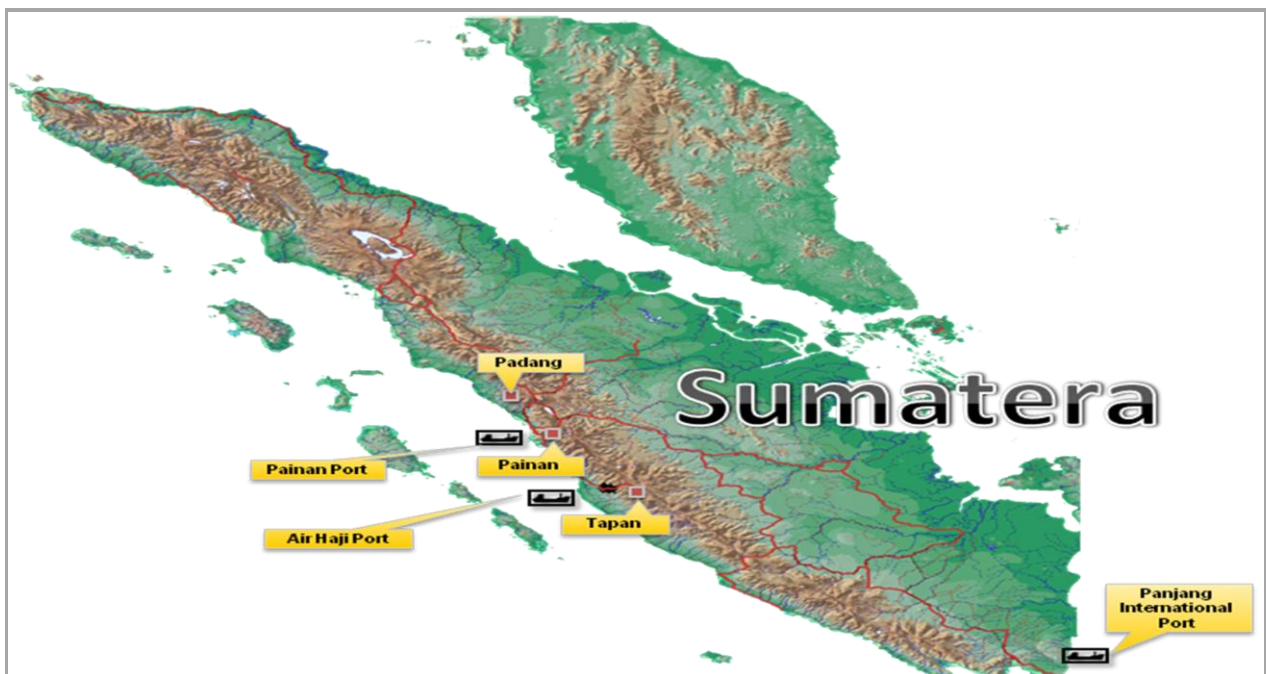 Padang
Sumatera
Painan Port
Painan
Air Haji Port
Tapan
Panjang
International
Port